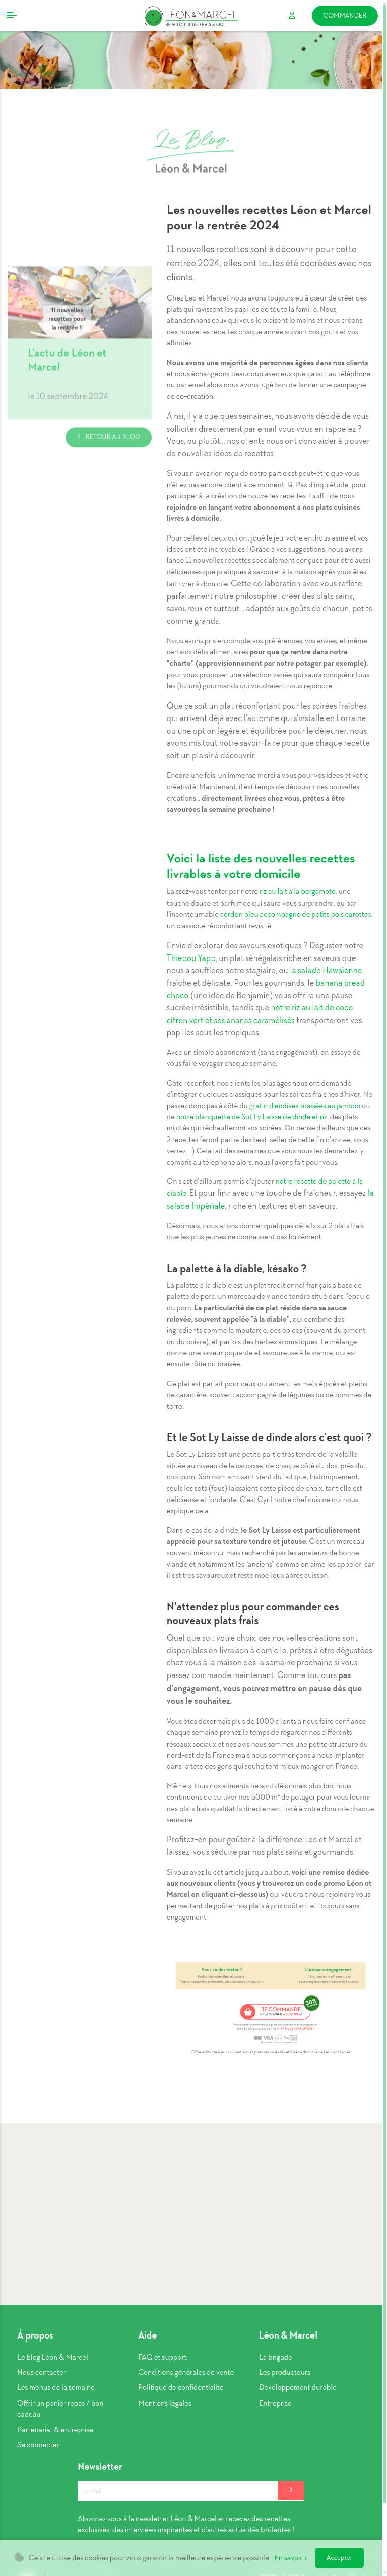 LÉON&MARCEL
REPAS CUISINÉS FRAIS & BIO
COMMANDER
Le Blog
Léon & Marcel
Les nouvelles recettes Léon et Marcel
pour la rentrée 2024
11 nouvelles recettes sont à découvrir pour cette
rentrée 2024, elles ont toutes été cocréées avec nos
clients.
11 nouvelles
recettes pour
la rentrée !!
L'actu de Léon et
Marcel
le 10 septembre 2024
RETOUR AU BLOG
Chez Leo et Marcel, nous avons toujours eu à cœur de créer des
plats qui ravissent les papilles de toute la famille. Nous
abandonnons ceux qui vous le plaisent le moins et nous créons
des nouvelles recettes chaque année suivant vos gouts et vos
affinités.
Nous avons une majorité de personnes âgées dans nos clients
et nous échangeons beaucoup avec eux que ça soit au téléphone
ou par email alors nous avons jugé bon de lancer une campagne
de co-création.
Ainsi, il y a quelques semaines, nous avons décidé de vous
solliciter directement par email vous vous en rappelez ?
Vous, ou plutôt... nos clients nous ont donc aider à trouver
de nouvelles idées de recettes.
Si vous n'avez rien reçu de notre part c'est peut-être que vous
n'étiez pas encore client à ce moment-là. Pas d'inquiétude, pour
participer à la création de nouvelles recettes il suffit de nous
rejoindre en lançant votre abonnement à nos plats cuisinés
livrés à domicile.
Pour celles et ceux qui ont joué le jeu, votre enthousiasme et vos
idées ont été incroyables ! Grâce à vos suggestions, nous avons
lancé 11 nouvelles recettes spécialement conçues pour être aussi
délicieuses que pratiques à savourer à la maison après vous êtes
fait livrer à domicile. Cette collaboration avec vous reflète
parfaitement notre philosophie : créer des plats sains,
savoureux et surtout... adaptés aux goûts de chacun, petits
comme grands.
Nous avons pris en compte vos préférences, vos envies, et même
certains défis alimentaires pour que ça rentre dans notre
"charte" (approvisionnement par notre potager par exemple),
pour vous proposer une sélection variée qui saura conquérir tous
les (futurs) gourmands qui voudraient nous rejoindre.
Que ce soit un plat réconfortant pour les soirées fraîches
qui arrivent déjà alors l'automne s'installe en Lorraine,
ou une option légère et équilibrée pour le déjeuner, nous
avons mis tout notre savoir-faire pour que chaque recette
soit un plaisir à découvrir.
Encore une fois, un immense merci à vous pour vos idées et votre
créativité. Maintenant, il est temps de découvrir ces nouvelles
créations... directement livrées chez vous, prêtes à être
savourées la semaine prochaine !
Voici la liste des nouvelles recettes
livrables à votre domicile
Laissez-vous tenter par notre riz au lait à la bergamote, une
touche douce et parfumée qui saura vous surprendre, ou par
l'incontournable cordon bleu accompagné de petits pois carottes,
un classique réconfortant revisité.
Envie d'explorer des saveurs exotiques ? Dégustez notre
Thiebou Yapp, un plat sénégalais riche en saveurs que
nous a soufflées notre stagiaire, ou la salade Hawaïenne,
fraîche et délicate. Pour les gormands, le banana bread
choco (une idée de Benjamin) vous offrira une pause
sucrée irrésistible, tandis que notre riz au lait de coco
citron vert et ses ananas caramélisés transporteront vos
papilles sous les tropiques.
Avec un simple abonnement (sans engagement), on essaye de
vous faire voyager chaque semaine.
Côté réconfort, nos clients les plus âgés nous ont demandé
d'intégrer des classiques gourmands pour les soirées fraiches d'hiver. Ne
passez donc pas à côté du gratin d'endives braisées au jambon ou
de notre blanquette de Sot Ly Laisse de dinde et riz, des plats
mijotés qui réchaufferont vos soirées. On pense d'ailleurs que ces
2 recettes feront partie des best-seller de cette fin d'année, vous
verrez :-) Cela fait des semaines que vous nous les demandez, y
compris au téléphone alors, nous l'avons fait pour vous.
On s'est d'ailleurs permis d'ajouter notre recette de palette à la
diable. Et pour finir avec une touche de fraîcheur, essayez la
salade Impériale, riche en textures et en saveurs.
Désormais, nous allons donner quelques détails sur 2 plats frais
que les plus jeunes ne connaissent pas forcément.
La palette à la diable, késako ?
La palette à la diable est un plat traditionnel français à base de
palette de porc, un morceau de viande tendre situé dans l'épaule
du porc. La particularité de ce plat réside dans sa sauce
relevée, souvent appelée "à la diable", qui combine des
ingrédients comme la moutarde, des épices (souvent du piment
ou du poivre), et parfois des herbes aromatiques. Le mélange
donne une saveur piquante et savoureuse à la viande, qui est
ensuite rôtie ou braisée.
Ce plat est parfait pour ceux qui aiment les mets épicés et pleins
de caractère, souvent accompagné de légumes ou de pommes de
terre.
Et le Sot Ly Laisse de dinde alors c'est quoi ?
Le Sot Ly Laisse est une petite partie très tendre de la volaille,
située au niveau de la carcasse, de chaque côté du dos, près du
croupion. Son nom amusant vient du fait que, historiquement,
seuls les sots (fous) laissaient cette pièce de choix, tant elle est
délicieuse et fondante. C'est Cyril notre chef cuisine qui nous
explique cela.
Dans le cas de la dinde, le Sot Ly Laisse est particulièrement
apprécié pour sa texture tendre et juteuse. C'est un morceau
souvent méconnu, mais recherché par les amateurs de bonne
viande et notamment les "anciens" comme on aime les appeler, car
il est très savoureux et reste moelleux après cuisson.
N'attendez plus pour commander ces
nouveaux plats frais
Quel que soit votre choix, ces nouvelles créations sont
disponibles en livraison à domicile, prêtes à être dégustées
chez vous à la maison dès la semaine prochaine si vous
passez commande maintenant. Comme toujours pas
d'engagement, vous pouvez mettre en pause dès que
vous le souhaitez.
Vous êtes désormais plus de 1000 clients à nous faire confiance
chaque semaine prenez le temps de regarder nos différents
réseaux sociaux et nos avis nous sommes une petite structure du
nord-est de la France mais nous commençons à nous implanter
dans la tête des gens qui souhaitent mieux manger en France.
Même si tous nos aliments ne sont désormais plus bio, nous
continuons de cultiver nos 5000 m² de potager pour vous fournir
des plats frais qualitatifs directement livré à votre domicile chaque
semaine
Profitez-en pour goûter à la différence Leo et Marcel et
laissez-vous séduire par nos plats sains et gourmands !
Si vous avez lu cet article jusqu'au bout, voici une remise dédiée
aux nouveaux clients (vous y trouverez un code promo Léon et
Marcel en cliquant ci-dessous) qui voudrait nous rejoindre vous
permettant de goûter nos plats à prix coûtant et toujours sans
engagement.
Vous voulez tester ?
C'est sans engagement !
JE COMMANDE
50%
VISA
À propos
Le blog Léon & Marcel
Nous contacter
Les menus de la semaine
Offrir un panier repas / bon
cadeau
Partenariat & entreprise
Se connecter
Aide
FAQ et support
Conditions générales de vente
Politique de confidentialité
Mentions légales
Léon & Marcel
La brigade
Les producteurs
Développement durable
Entreprise
Newsletter
e-mail
Abonnez vous à la newsletter Léon & Marcel et recevez des recettes
exclusives, des interviews inspirantes et d'autres actualités brûlantes !
Ce site utilise des cookies pour vous garantir la meilleure expérience possible. En savoir +
Accepter